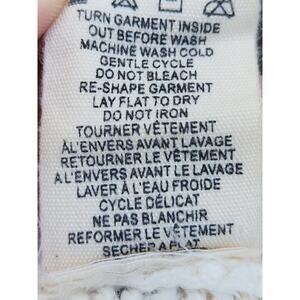 TURN GARMENT INSIDE
OUT BEFORE WASH
MACHINE WASH COLD
GENTLE CYCLE
DO NOT BLEACH
RE-SHAPE GARMENT
LAY FLAT TO DRY
DO NOT IRON
TOURNER VÊTEMENT
À L'ENVERS AVANT LAVAGE
RETOURNER LE VÊTEMENT
A L'ENVERS AVANT LE LAVAGE
LAVER À L'EAU FROIDE
CYCLE DÉLICAT
NE PAS BLANCHIR
REFORMER LE VÊTEMENT
SECHER A PLAT